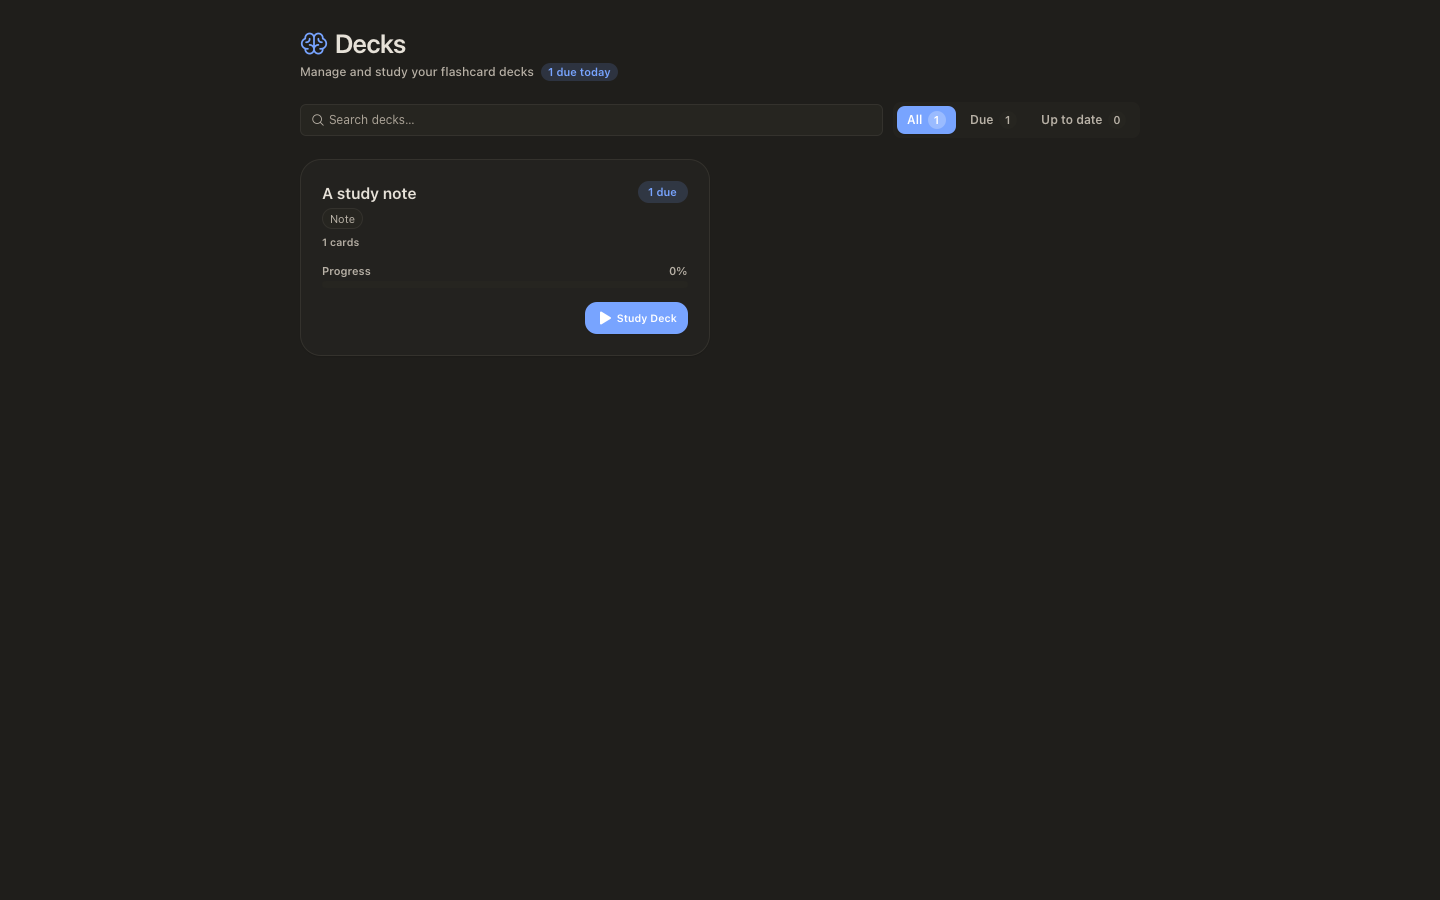 Decks
Manage and study your flashcard decks 1 due today
Search decks...
All 1 Due 1 Up to date 0
A study note 1 due
Note
1 cards
Progress 0%
Study Deck